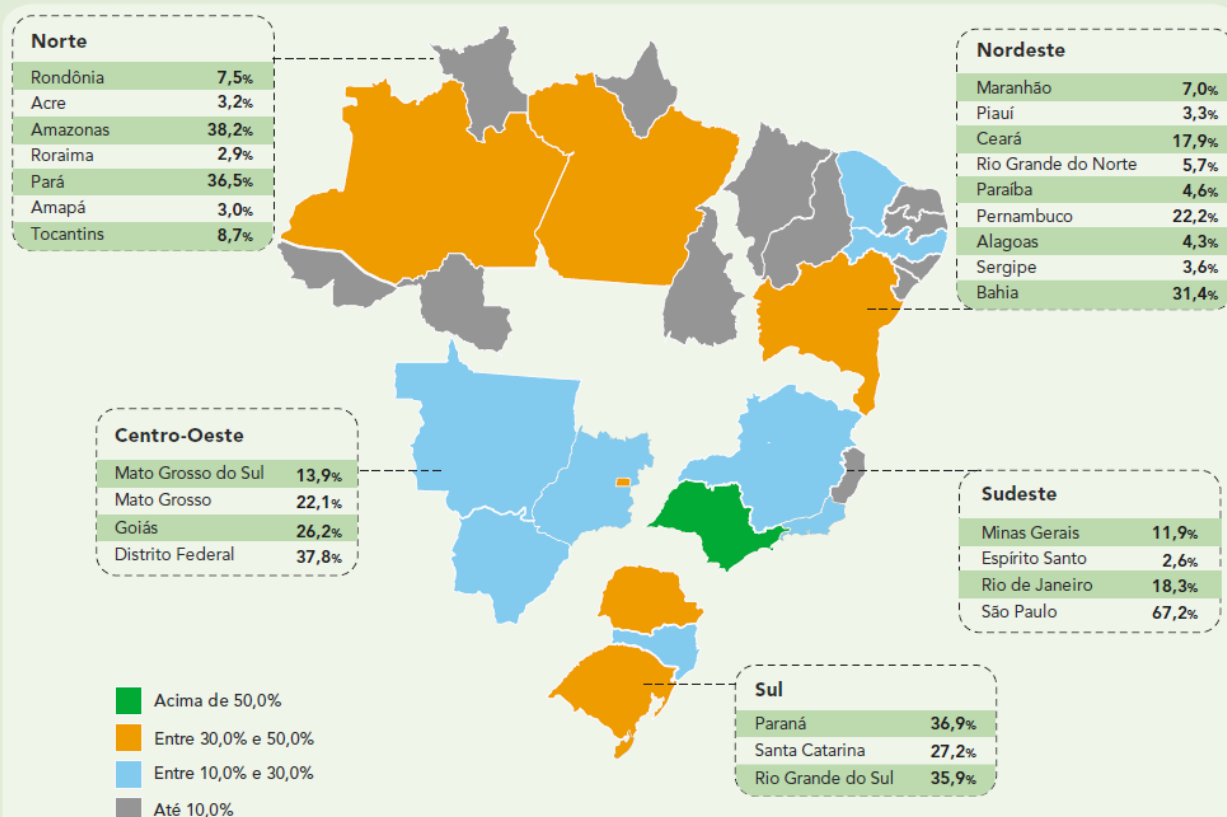 Norte
Rondônia 7,5%
Acre 3,2%
Amazonas 38,2%
Roraima 2,9%
Pará 36,5%
Amapá 3,0%
Tocantins 8,7%
Nordeste
Maranhão 7,0%
Piauí 3,3%
Ceará 17,9%
Rio Grande do Norte 5,7%
Paraíba 4,6%
Pernambuco 22,2%
Alagoas 4,3%
Sergipe 3,6%
Bahia 31,4%
Centro-Oeste
Mato Grosso do Sul 13,9%
Mato Grosso 22,1%
Goiás 26,2%
Distrito Federal 37,8%
Sudeste
Minas Gerais 11,9%
Espírito Santo 2,6%
Rio de Janeiro 18,3%
São Paulo 67,2%
Sul
Paraná 36,9%
Santa Catarina 27,2%
Rio Grande do Sul 35,9%
Acima de 50,0%
Entre 30,0% e 50,0%
Entre 10,0% e 30,0%
Até 10,0%